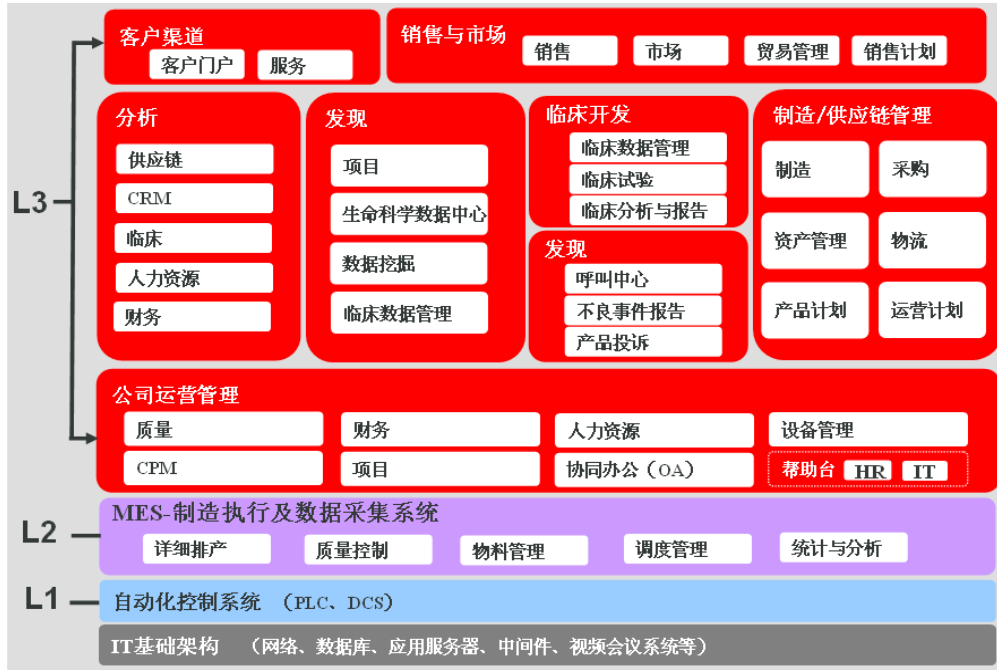 客户渠道
客户门户
服务
销售与市场
销售
市场
贸易管理
销售计划
L3
分析
供应链
CRM
临床
人力资源
财务
发现
项目
生命科学数据中心
数据挖掘
临床数据管理
临床开发
临床数据管理
临床试验
临床分析与报告
发现
呼叫中心
不良事件报告
产品投诉
制造/供应链管理
制造
采购
资产管理
物流
产品计划
运营计划
公司运营管理
质量
财务
人力资源
设备管理
CPM
项目
协同办公（OA）
帮助台
HR
IT
L2
MES-制造执行及数据采集系统
详细排产
质量控制
物料管理
调度管理
统计与分析
L1
自动化控制系统 （PLC、DCS）
IT基础架构 （网络、数据库、应用服务器、中间件、视频会议系统等）